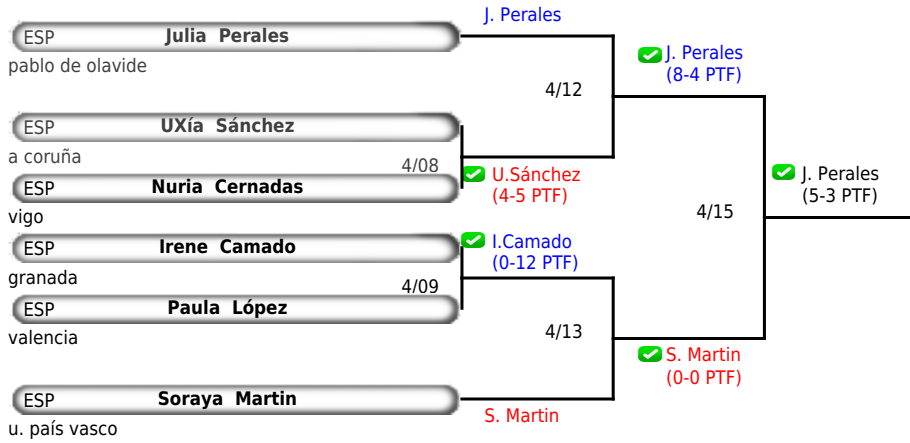 J. Perales
ESP Julia Perales
pablo de olavide
J. Perales
(8-4 PTF)
4/12
ESP UXía Sánchez
a coruña
4/08
U.Sánchez
(4-5 PTF)
ESP Nuria Cernadas
vigo
J. Perales
(5-3 PTF)
4/15
ESP Irene Camado
granada
I.Camado
(0-12 PTF)
4/09
ESP Paula López
valencia
4/13
S. Martin
(0-0 PTF)
ESP Soraya Martin
u. país vasco
S. Martin